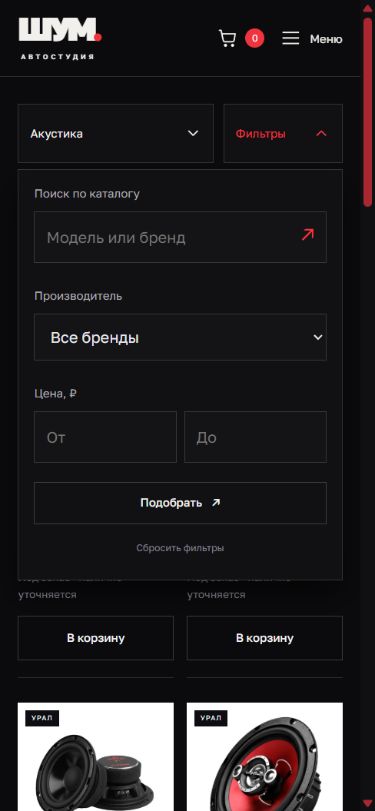 ШУМ.
АВТОСТУДИЯ
0
Меню
Акустика
Фильтры
Поиск по каталогу
Модель или бренд
Производитель
Все бренды
Цена, ₽
От
До
Подобрать
Сбросить фильтры
уточняется
уточняется
В корзину
В корзину
УРАЛ
УРАЛ